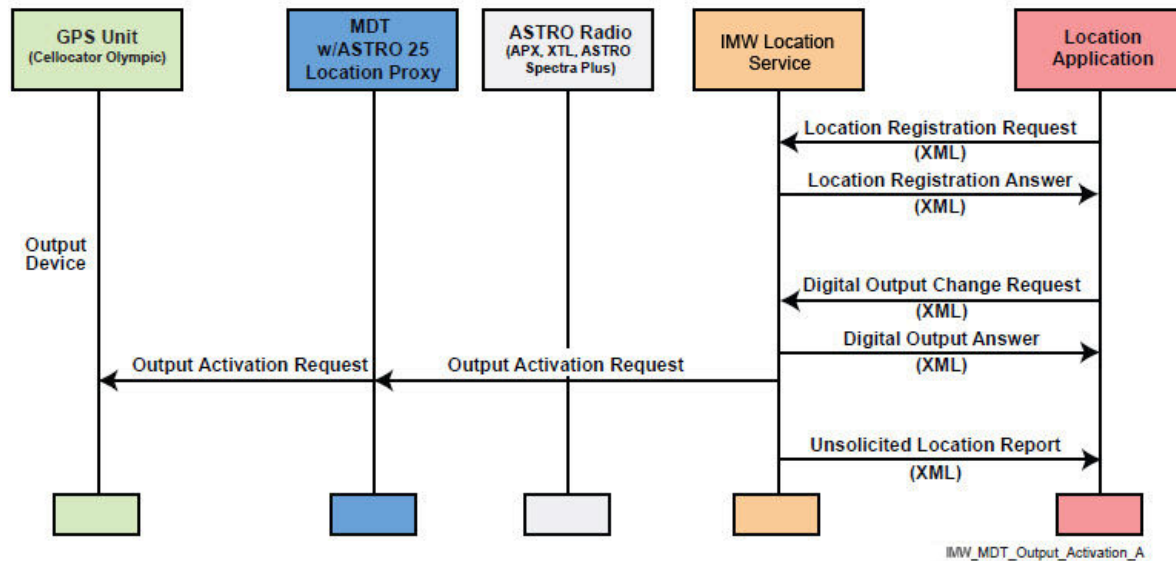 GPS Unit
(Cellocator Olympic)
MDT
w/ASTRO 25
Location Proxy
ASTRO Radio
(APX, XTL, ASTRO
Spectra Plus)
IMW Location
Service
Location
Application
Location Registration Request
(XML)
Location Registration Answer
(XML)
Output
Device
Digital Output Change Request
(XML)
Digital Output Answer
(XML)
Output Activation Request
Output Activation Request
Unsolicited Location Report
(XML)
IMW_MDT_Output_Activation_A